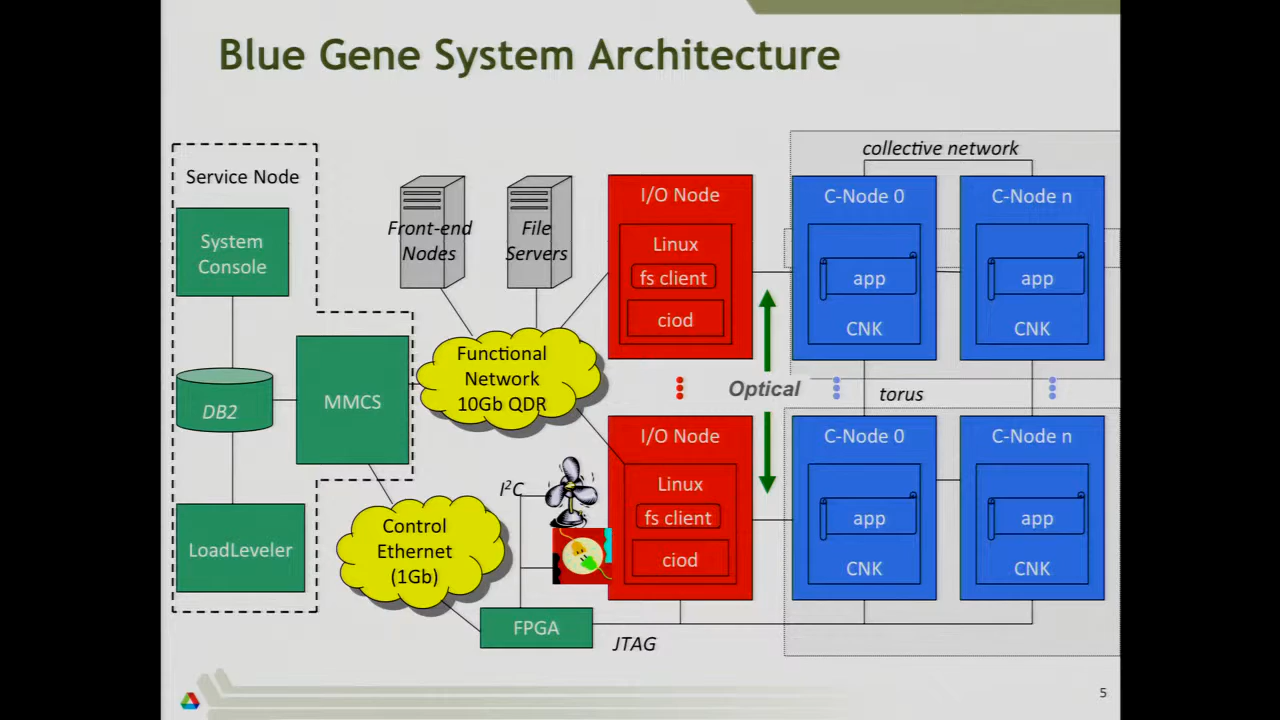 Blue Gene System Architecture
Service Node
System
Console
DB2
MMCS
LoadLeveler
Front-end
Nodes
File
Servers
Functional
Network
10Gb QDR
Control
Ethernet
(1Gb)
I²C
FPGA
JTAG
I/O Node
Linux
fs client
ciod
I/O Node
Linux
fs client
ciod
Optical
collective network
C-Node 0
app
CNK
C-Node n
app
CNK
torus
C-Node 0
app
CNK
C-Node n
app
CNK
5